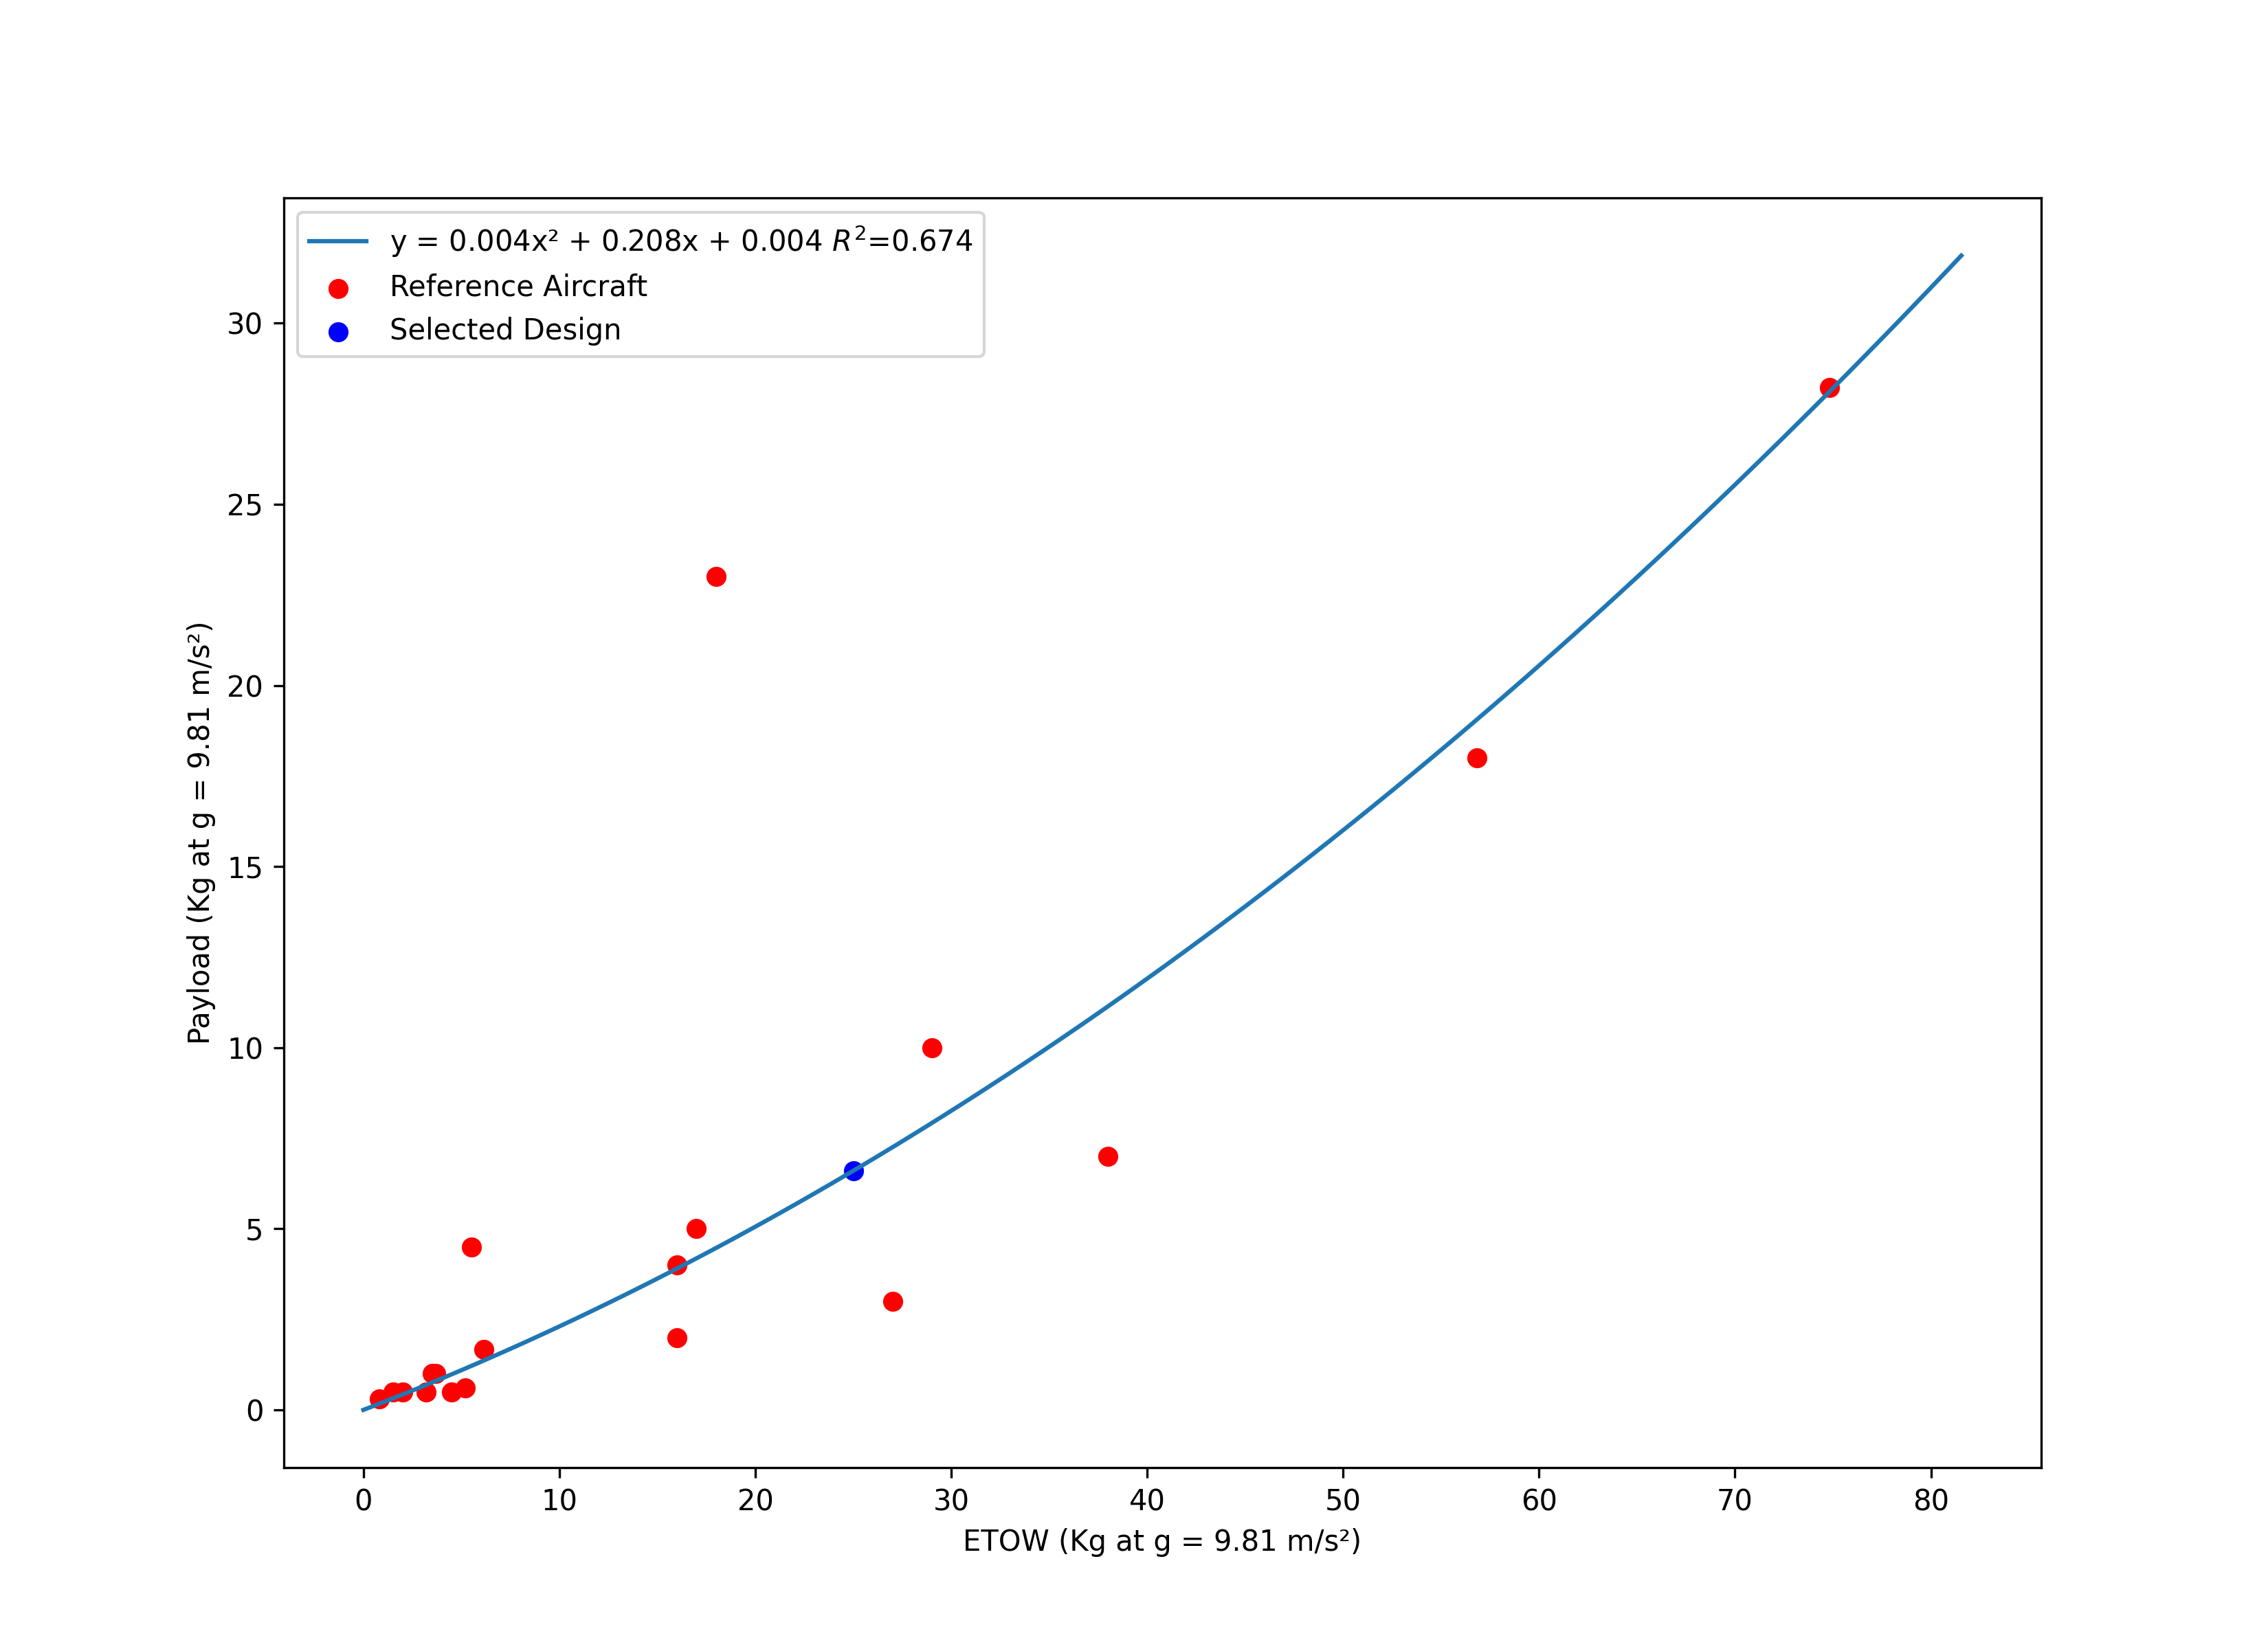 y = 0.004x² + 0.208x + 0.004 R²=0.674
Reference Aircraft
Selected Design
30
25
20
15
10
5
0
Payload (Kg at g = 9.81 m/s²)
0 10 20 30 40 50 60 70 80
ETOW (Kg at g = 9.81 m/s²)